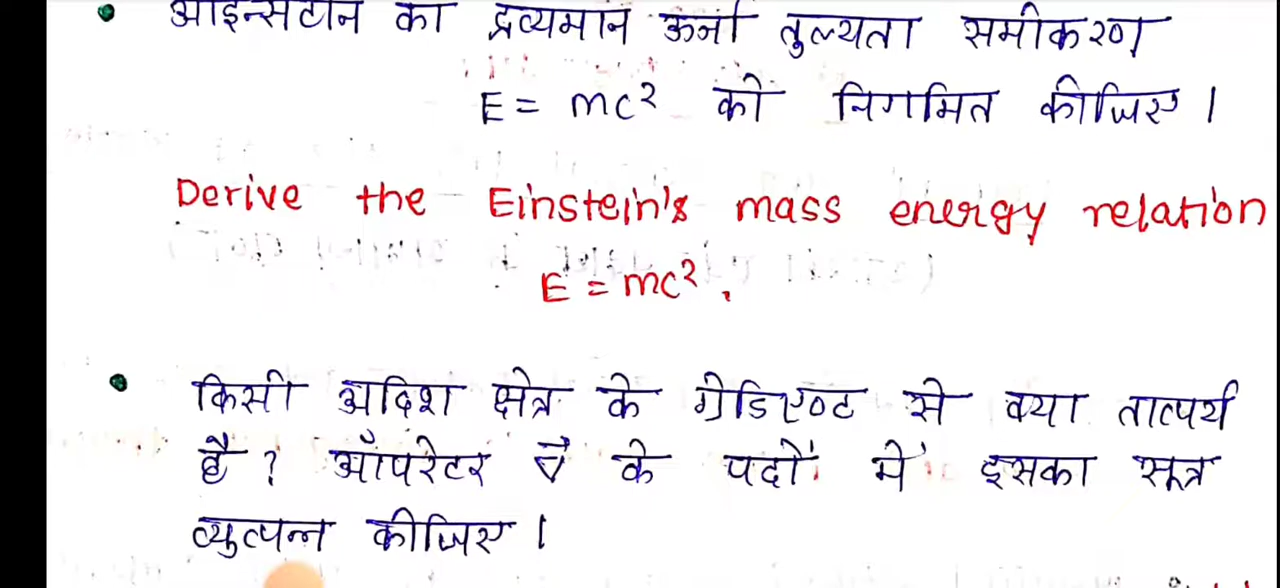 • आइन्सटीन का द्रव्यमान ऊर्जा तुल्यता समीकरण
E = mc² को निगमित कीजिए ।
Derive the Einstein's mass energy relation
E = mc².
• किसी अदिश क्षेत्र के ग्रेडिएण्ट से क्या तात्पर्य
है ? ऑपरेटर ∇⃗ के पदों में इसका सूत्र
व्युत्पन्न कीजिए ।